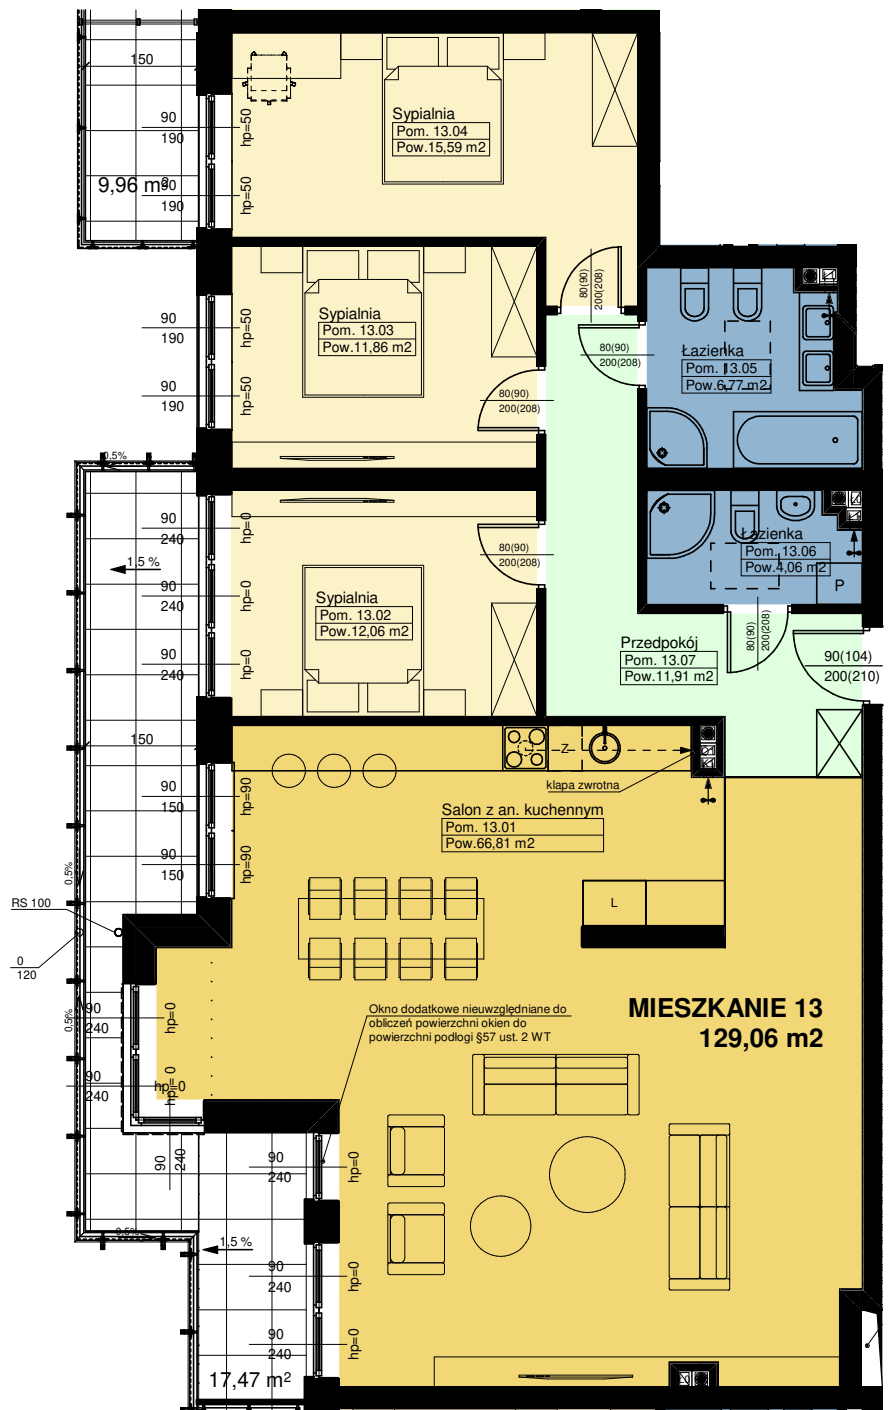 150
90
190
hp=50
9,96 m²
90
190
hp=50
Sypialnia
Pom. 13.04
Pow.15,59 m2
80(90)
200(208)
90
190
hp=50
90
190
hp=50
Sypialnia
Pom. 13.03
Pow.11,86 m2
80(90)
200(208)
80(90)
200(208)
Łazienka
Pom. 13.05
Pow.6,77 m2
0.5%
90
240
hp=0
1,5 %
90
240
hp=0
90
240
hp=0
80(90)
200(208)
Sypialnia
Pom. 13.02
Pow.12,06 m2
Łazienka
Pom. 13.06
Pow.4,06 m2
P
80(90)
200(208)
Przedpokój
Pom. 13.07
Pow.11,91 m2
90(104)
200(210)
150
Z
klapa zwrotna
90
150
hp=90
90
150
hp=90
Salon z an. kuchennym
Pom. 13.01
Pow.66,81 m2
L
0.5%
RS 100
0
120
0.5%
90
240
hp=0
90
240
hp=0
hp=0
90
240
Okno dodatkowe nieuwzględniane do
obliczeń powierzchni okien do
powierzchni podłogi §57 ust. 2 WT
MIESZKANIE 13
129,06 m2
90
240
hp=0
0.5%
1,5 %
90
240
hp=0
90
240
hp=0
17,47 m²